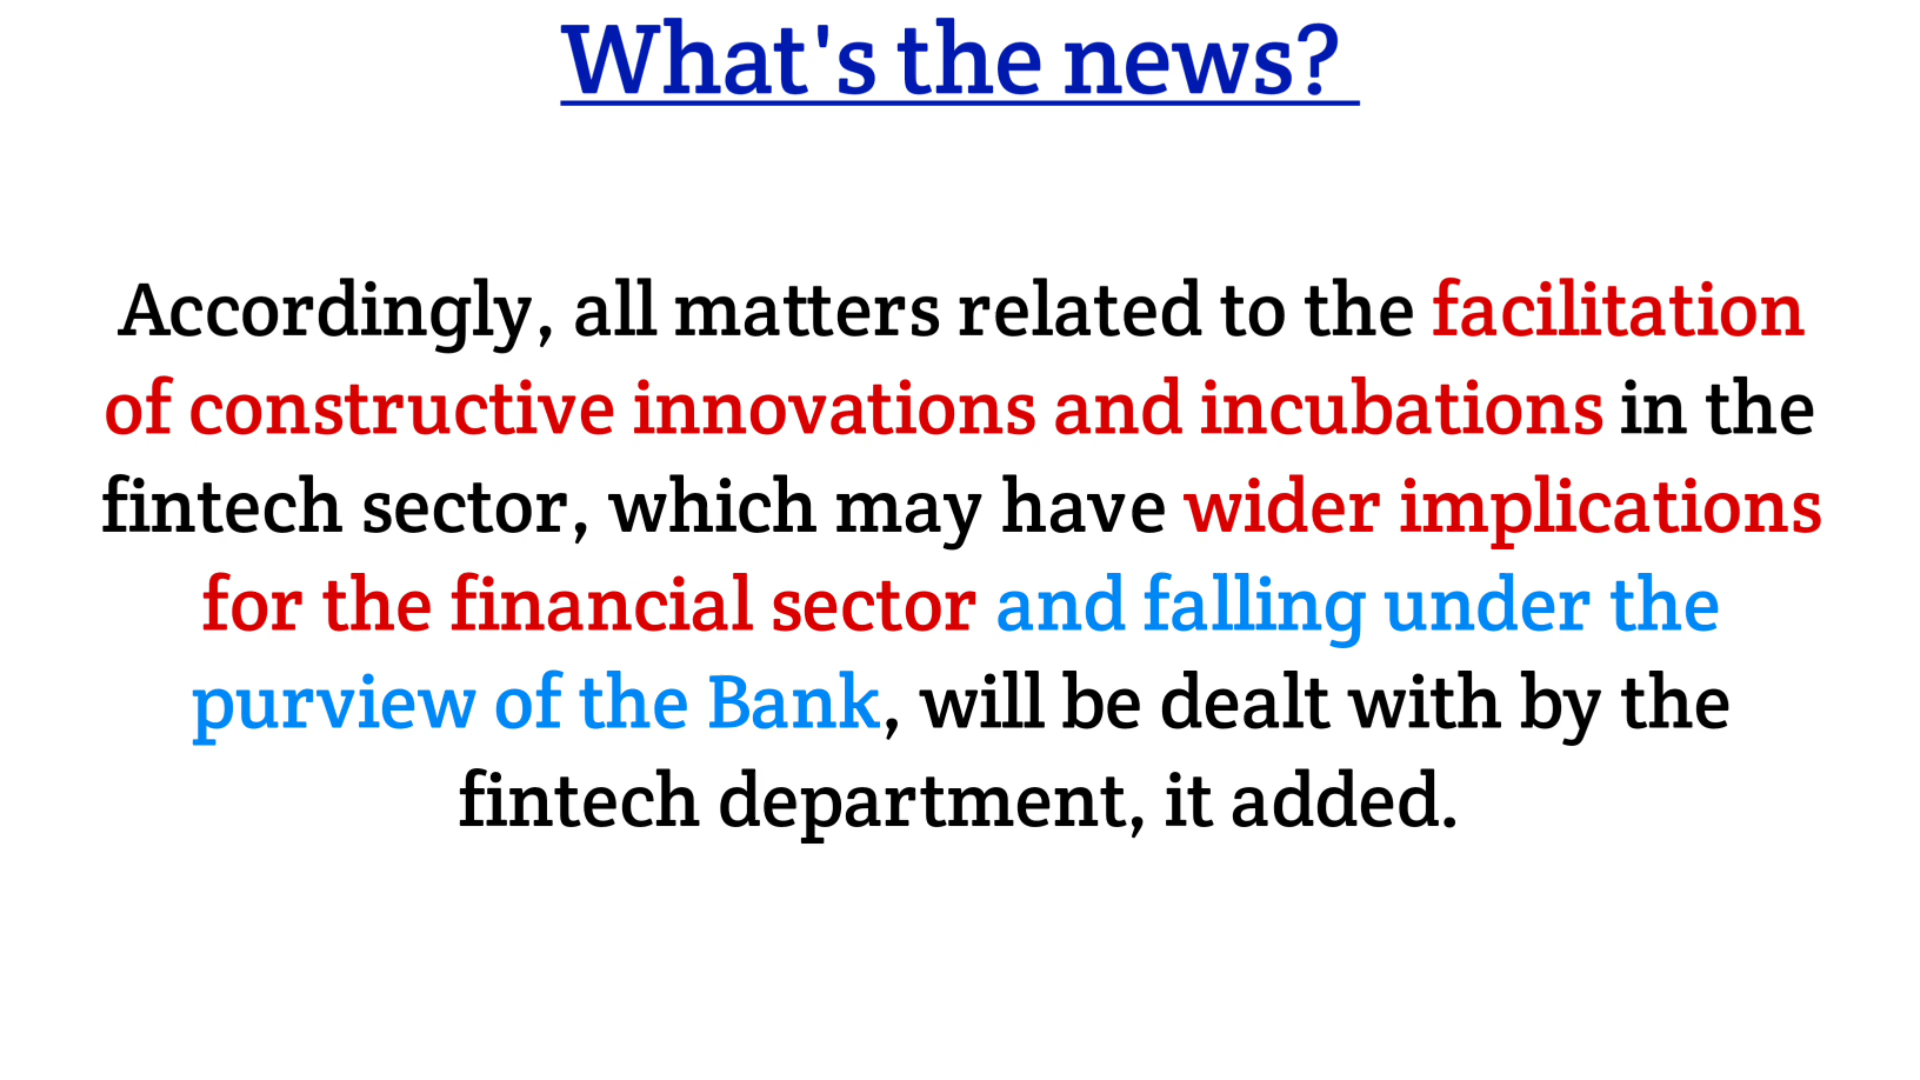 What's the news?
Accordingly, all matters related to the facilitation
of constructive innovations and incubations in the
fintech sector, which may have wider implications
for the financial sector and falling under the
purview of the Bank, will be dealt with by the
fintech department, it added.